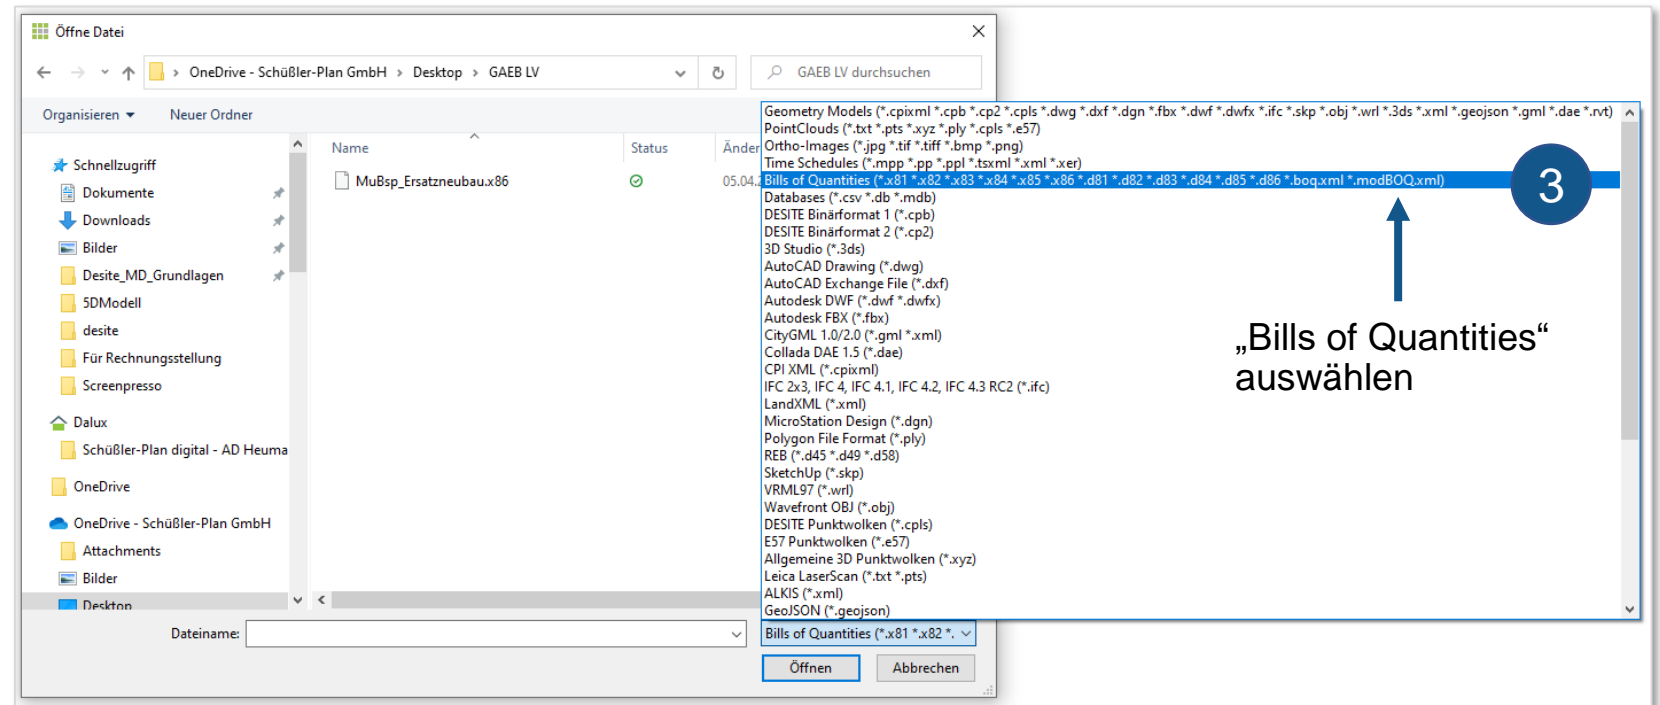 Öffne Datei
OneDrive - Schüßler-Plan GmbH › Desktop › GAEB LV
GAEB LV durchsuchen
Organisieren
Neuer Ordner
Schnellzugriff
Dokumente
Downloads
Bilder
Desite_MD_Grundlagen
5DModell
desite
Für Rechnungsstellung
Screenpresso
Dalux
Schüßler-Plan digital - AD Heuma
OneDrive
OneDrive - Schüßler-Plan GmbH
Attachments
Bilder
Desktop
Name Status Änder
MuBsp_Ersatzneubau.x86 05.04.2
Geometry Models (*.cpixml *.cpb *.cp2 *.cpls *.dwg *.dxf *.dgn *.fbx *.dwf *.dwfx *.ifc *.skp *.obj *.wrl *.3ds *.xml *.geojson *.gml *.dae *.rvt)
PointClouds (*.txt *.pts *.xyz *.ply *.cpls *.e57)
Ortho-Images (*.jpg *.tif *.tiff *.bmp *.png)
Time Schedules (*.mpp *.pp *.ppl *.tsxml *.xml *.xer)
Bills of Quantities (*.x81 *.x82 *.x83 *.x84 *.x85 *.x86 *.d81 *.d82 *.d83 *.d84 *.d85 *.d86 *.boq.xml *.modBOQ.xml)
Databases (*.csv *.db *.mdb)
DESITE Binärformat 1 (*.cpb)
DESITE Binärformat 2 (*.cp2)
3D Studio (*.3ds)
AutoCAD Drawing (*.dwg)
AutoCAD Exchange File (*.dxf)
Autodesk DWF (*.dwf *.dwfx)
Autodesk FBX (*.fbx)
CityGML 1.0/2.0 (*.gml *.xml)
Collada DAE 1.5 (*.dae)
CPI XML (*.cpixml)
IFC 2x3, IFC 4, IFC 4.1, IFC 4.2, IFC 4.3 RC2 (*.ifc)
LandXML (*.xml)
MicroStation Design (*.dgn)
Polygon File Format (*.ply)
REB (*.d45 *.d49 *.d58)
SketchUp (*.skp)
VRML97 (*.wrl)
Wavefront OBJ (*.obj)
DESITE Punktwolken (*.cpls)
E57 Punktwolken (*.e57)
Allgemeine 3D Punktwolken (*.xyz)
Leica LaserScan (*.txt *.pts)
ALKIS (*.xml)
GeoJSON (*.geojson)
3
„Bills of Quantities“
auswählen
Dateiname:
Bills of Quantities (*.x81 *.x82 *.
Öffnen
Abbrechen